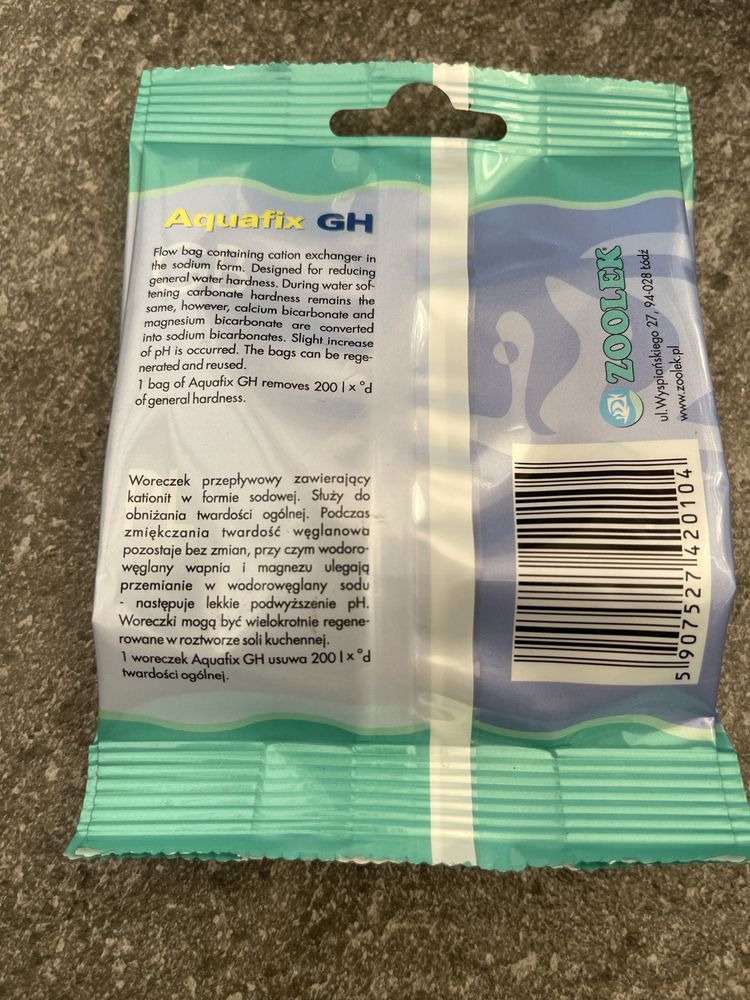 Aquafix GH
Flow bag containing cation exchanger in
the sodium form. Designed for reducing
general water hardness. During water sof-
tening carbonate hardness remains the
same, however, calcium bicarbonate and
magnesium bicarbonate are converted
into sodium bicarbonates. Slight increase
of pH is occurred. The bags can be rege-
nerated and reused.
1 bag of Aquafix GH removes 200 l x °d
of general hardness.
Woreczek przepływowy zawierający
kationit w formie sodowej. Służy do
obniżania twardości ogólnej. Podczas
zmiękczania twardość węglanowa
pozostaje bez zmian, przy czym wodoro-
węglany wapnia i magnezu ulegają
przemianie w wodorowęglany sodu
- następuje lekkie podwyższenie pH.
Woreczki mogą być wielokrotnie regene-
rowane w roztworze soli kuchennej.
1 woreczek Aquafix GH usuwa 200 l x °d
twardości ogólnej.
ZOOLEK®
ul.Wyspiańskiego 27, 94-028 Łódź
www.zoolek.pl
5 907527 420104